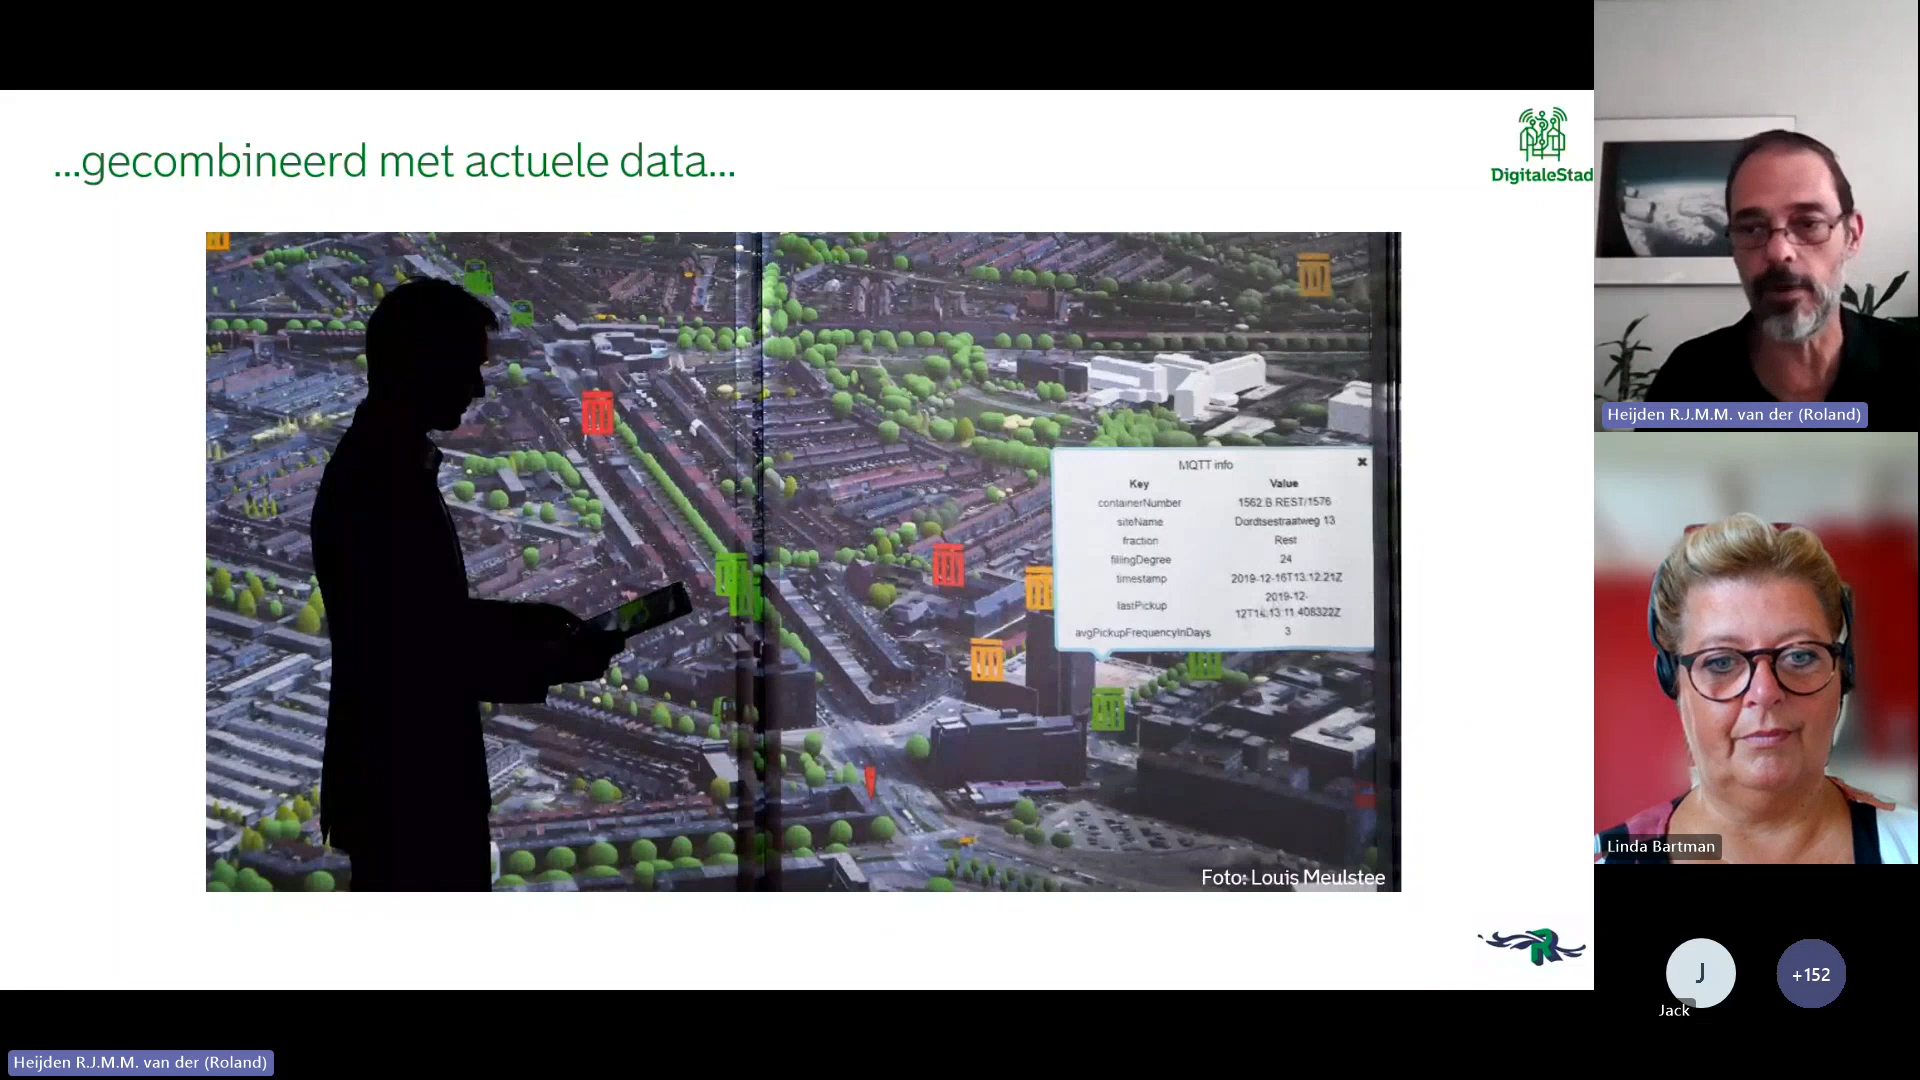 ...gecombineerd met actuele data...
DigitaleStad
MQTT info
Key Value
containerNumber 1562.B.REST/1576
siteName Dordtsestraatweg 13
fraction Rest
fillingDegree 24
timestamp 2019-12-16T13:12:21Z
lastPickup 2019-12-
avgPickupFrequencyInDays 3
Foto: Louis Meulstee
R
Heijden R.J.M.M. van der (Roland)
Linda Bartman
J
Jack
+152
Heijden R.J.M.M. van der (Roland)